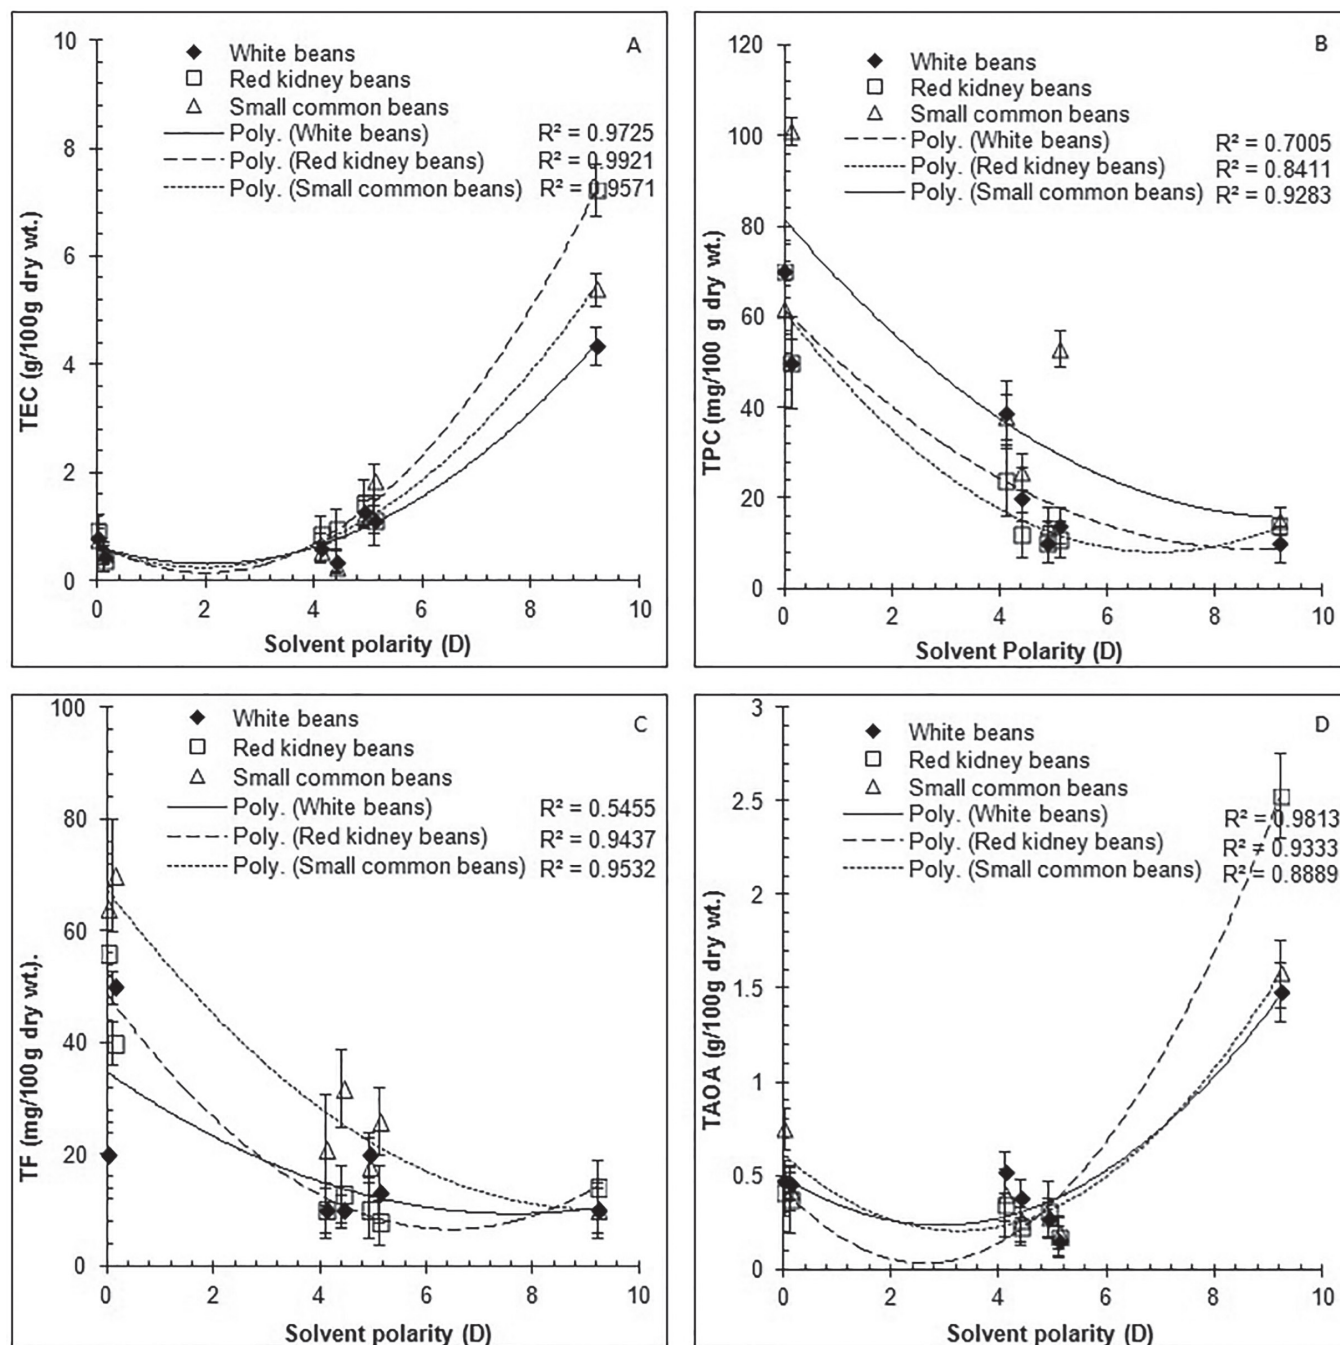 A
White beans
Red kidney beans
Small common beans
Poly. (White beans) R² = 0.9725
Poly. (Red kidney beans) R² = 0.9921
Poly. (Small common beans) R² = 0.9571
TEC (g/100g dry wt.)
10
8
6
4
2
0
0 2 4 6 8 10
Solvent polarity (D)
B
White beans
Red kidney beans
Small common beans
Poly. (White beans) R² = 0.7005
Poly. (Red kidney beans) R² = 0.8411
Poly. (Small common beans) R² = 0.9283
TPC (mg/100 g dry wt.)
120
100
80
60
40
20
0
0 2 4 6 8 10
Solvent Polarity (D)
C
White beans
Red kidney beans
Small common beans
Poly. (White beans) R² = 0.5455
Poly. (Red kidney beans) R² = 0.9437
Poly. (Small common beans) R² = 0.9532
TF (mg/100g dry wt.).
100
80
60
40
20
0
0 2 4 6 8 10
Solvent polarity (D)
D
White beans
Red kidney beans
Small common beans
Poly. (White beans) R² = 0.9813
Poly. (Red kidney beans) R² = 0.9333
Poly. (Small common beans) R² = 0.8889
TAOA (g/100g dry wt.)
3
2.5
2
1.5
1
0.5
0
0 2 4 6 8 10
Solvent polarity (D)